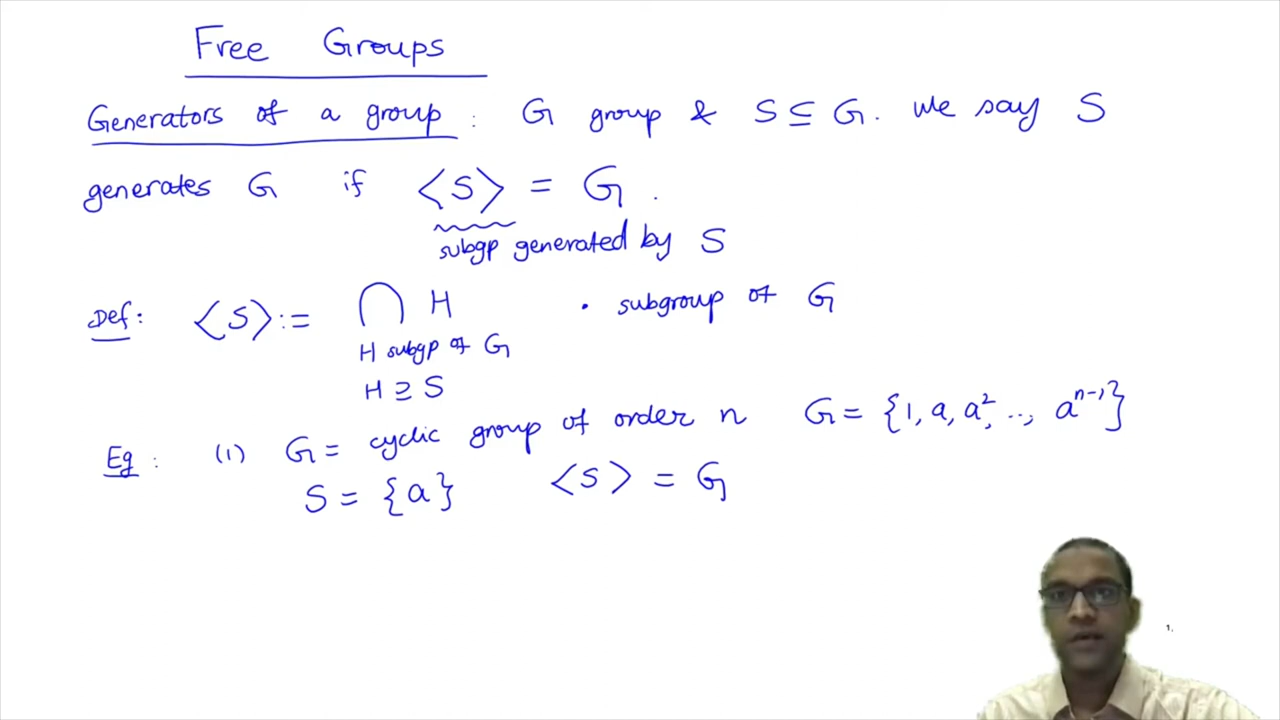 Free Groups
Generators of a group : G group & S ⊆ G. We say S
generates G if <S> = G .
subgp generated by S
Def: <S> := ⋂ H • subgroup of G
H subgp of G
H ⊇ S
Eg : (1) G = cyclic group of order n G = {1, a, a², .., aⁿ⁻¹}
S = {a} <S> = G
1.